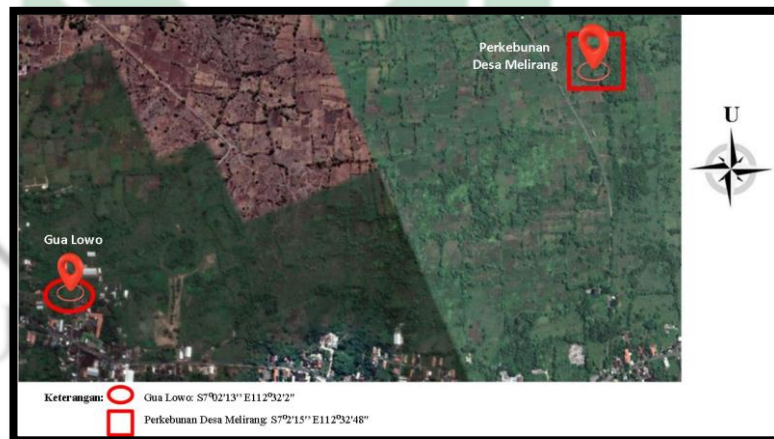 Perkebunan
Desa Melirang
U
Gua Lowo
Keterangan:
Gua Lowo: S7⁰02'13'' E112⁰32'2"
Perkebunan Desa Melirang: S7⁰2'15'' E112⁰32'48"